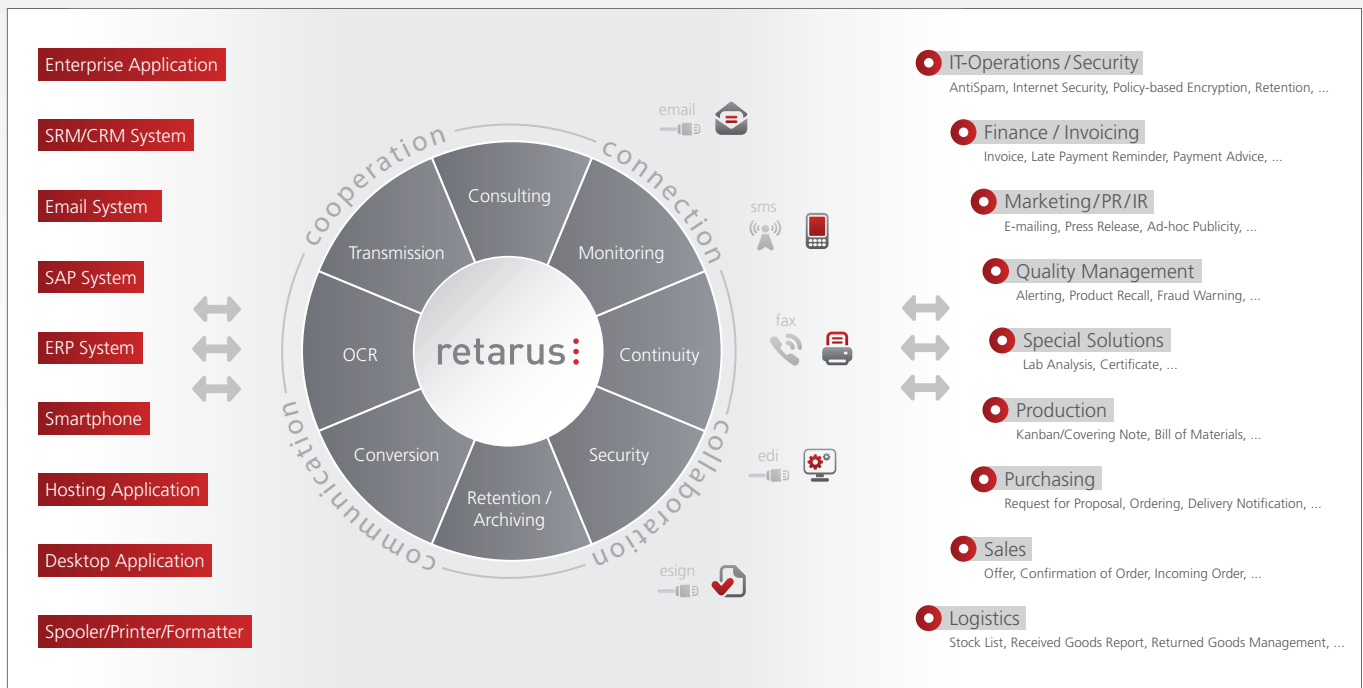 Enterprise Application
SRM/CRM System
Email System
SAP System
ERP System
Smartphone
Hosting Application
Desktop Application
Spooler/Printer/Formatter
cooperation
connection
collaboration
communication
Consulting
Monitoring
Continuity
Security
Retention /
Archiving
Conversion
OCR
Transmission
retarus
email
sms
fax
edi
esign
IT-Operations / Security
AntiSpam, Internet Security, Policy-based Encryption, Retention, ...
Finance / Invoicing
Invoice, Late Payment Reminder, Payment Advice, ...
Marketing/PR/IR
E-mailing, Press Release, Ad-hoc Publicity, ...
Quality Management
Alerting, Product Recall, Fraud Warning, ...
Special Solutions
Lab Analysis, Certificate, ...
Production
Kanban/Covering Note, Bill of Materials, ...
Purchasing
Request for Proposal, Ordering, Delivery Notification, ...
Sales
Offer, Confirmation of Order, Incoming Order, ...
Logistics
Stock List, Received Goods Report, Returned Goods Management, ...